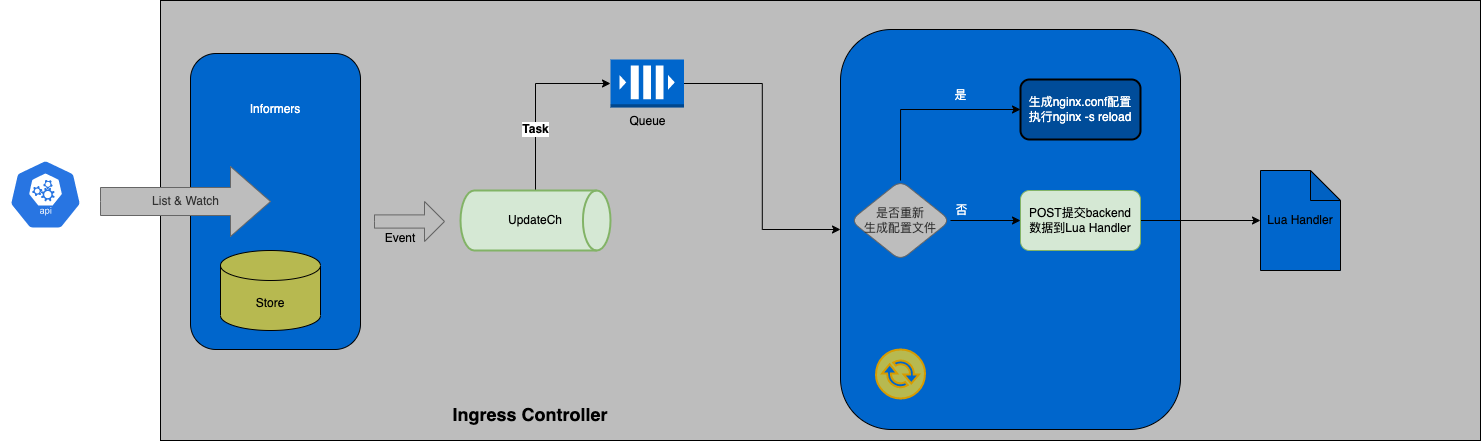 api
List & Watch
Informers
Store
Event
UpdateCh
Task
Queue
是否重新
生成配置文件
是
生成nginx.conf配置
执行nginx -s reload
否
POST提交backend
数据到Lua Handler
Lua Handler
Ingress Controller